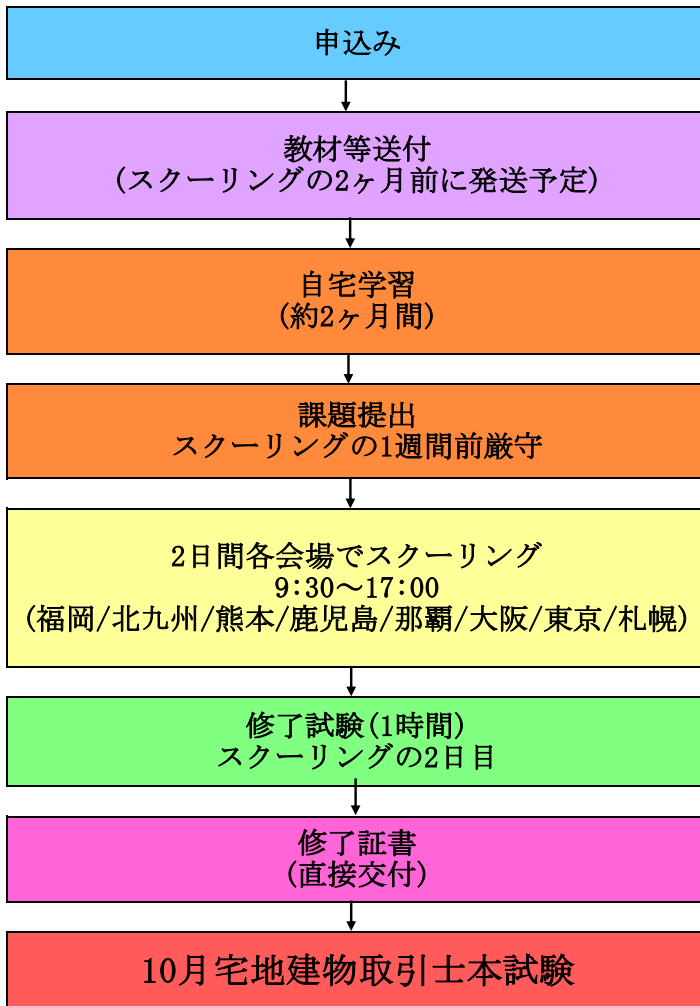 申込み
教材等送付
(スクーリングの2ヶ月前に発送予定)
自宅学習
(約2ヶ月間)
課題提出
スクーリングの1週間前厳守
2日間各会場でスクーリング
9:30～17:00
(福岡/北九州/熊本/鹿児島/那覇/大阪/東京/札幌)
修了試験(1時間)
スクーリングの2日目
修了証書
(直接交付)
10月宅地建物取引士本試験